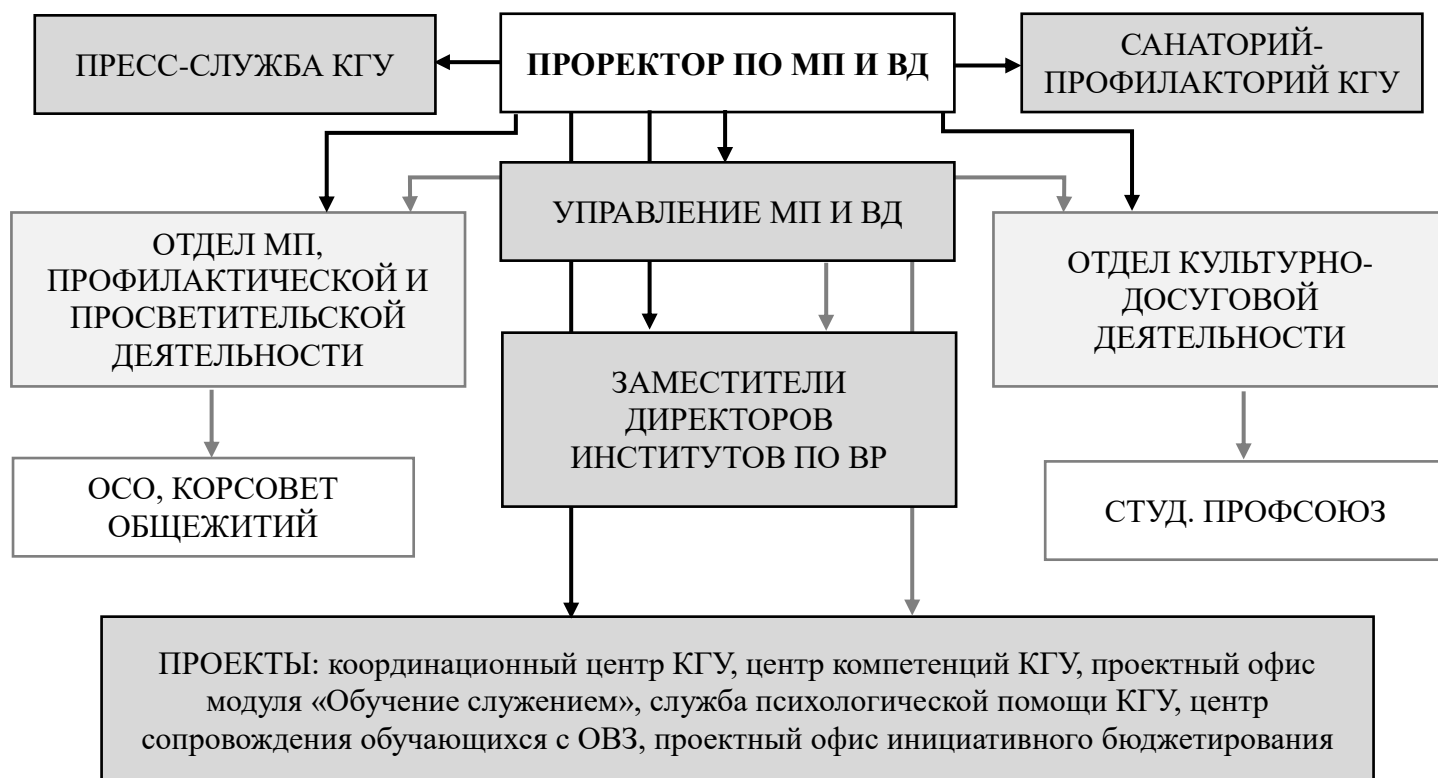 ПРЕСС-СЛУЖБА КГУ
ПРОРЕКТОР ПО МП И ВД
САНАТОРИЙ-
ПРОФИЛАКТОРИЙ КГУ
УПРАВЛЕНИЕ МП И ВД
ОТДЕЛ МП,
ПРОФИЛАКТИЧЕСКОЙ И
ПРОСВЕТИТЕЛЬСКОЙ
ДЕЯТЕЛЬНОСТИ
ОТДЕЛ КУЛЬТУРНО-
ДОСУГОВОЙ
ДЕЯТЕЛЬНОСТИ
ЗАМЕСТИТЕЛИ
ДИРЕКТОРОВ
ИНСТИТУТОВ ПО ВР
ОСО, КОРСОВЕТ
ОБЩЕЖИТИЙ
СТУД. ПРОФСОЮЗ
ПРОЕКТЫ: координационный центр КГУ, центр компетенций КГУ, проектный офис
модуля «Обучение служением», служба психологической помощи КГУ, центр
сопровождения обучающихся с ОВЗ, проектный офис инициативного бюджетирования